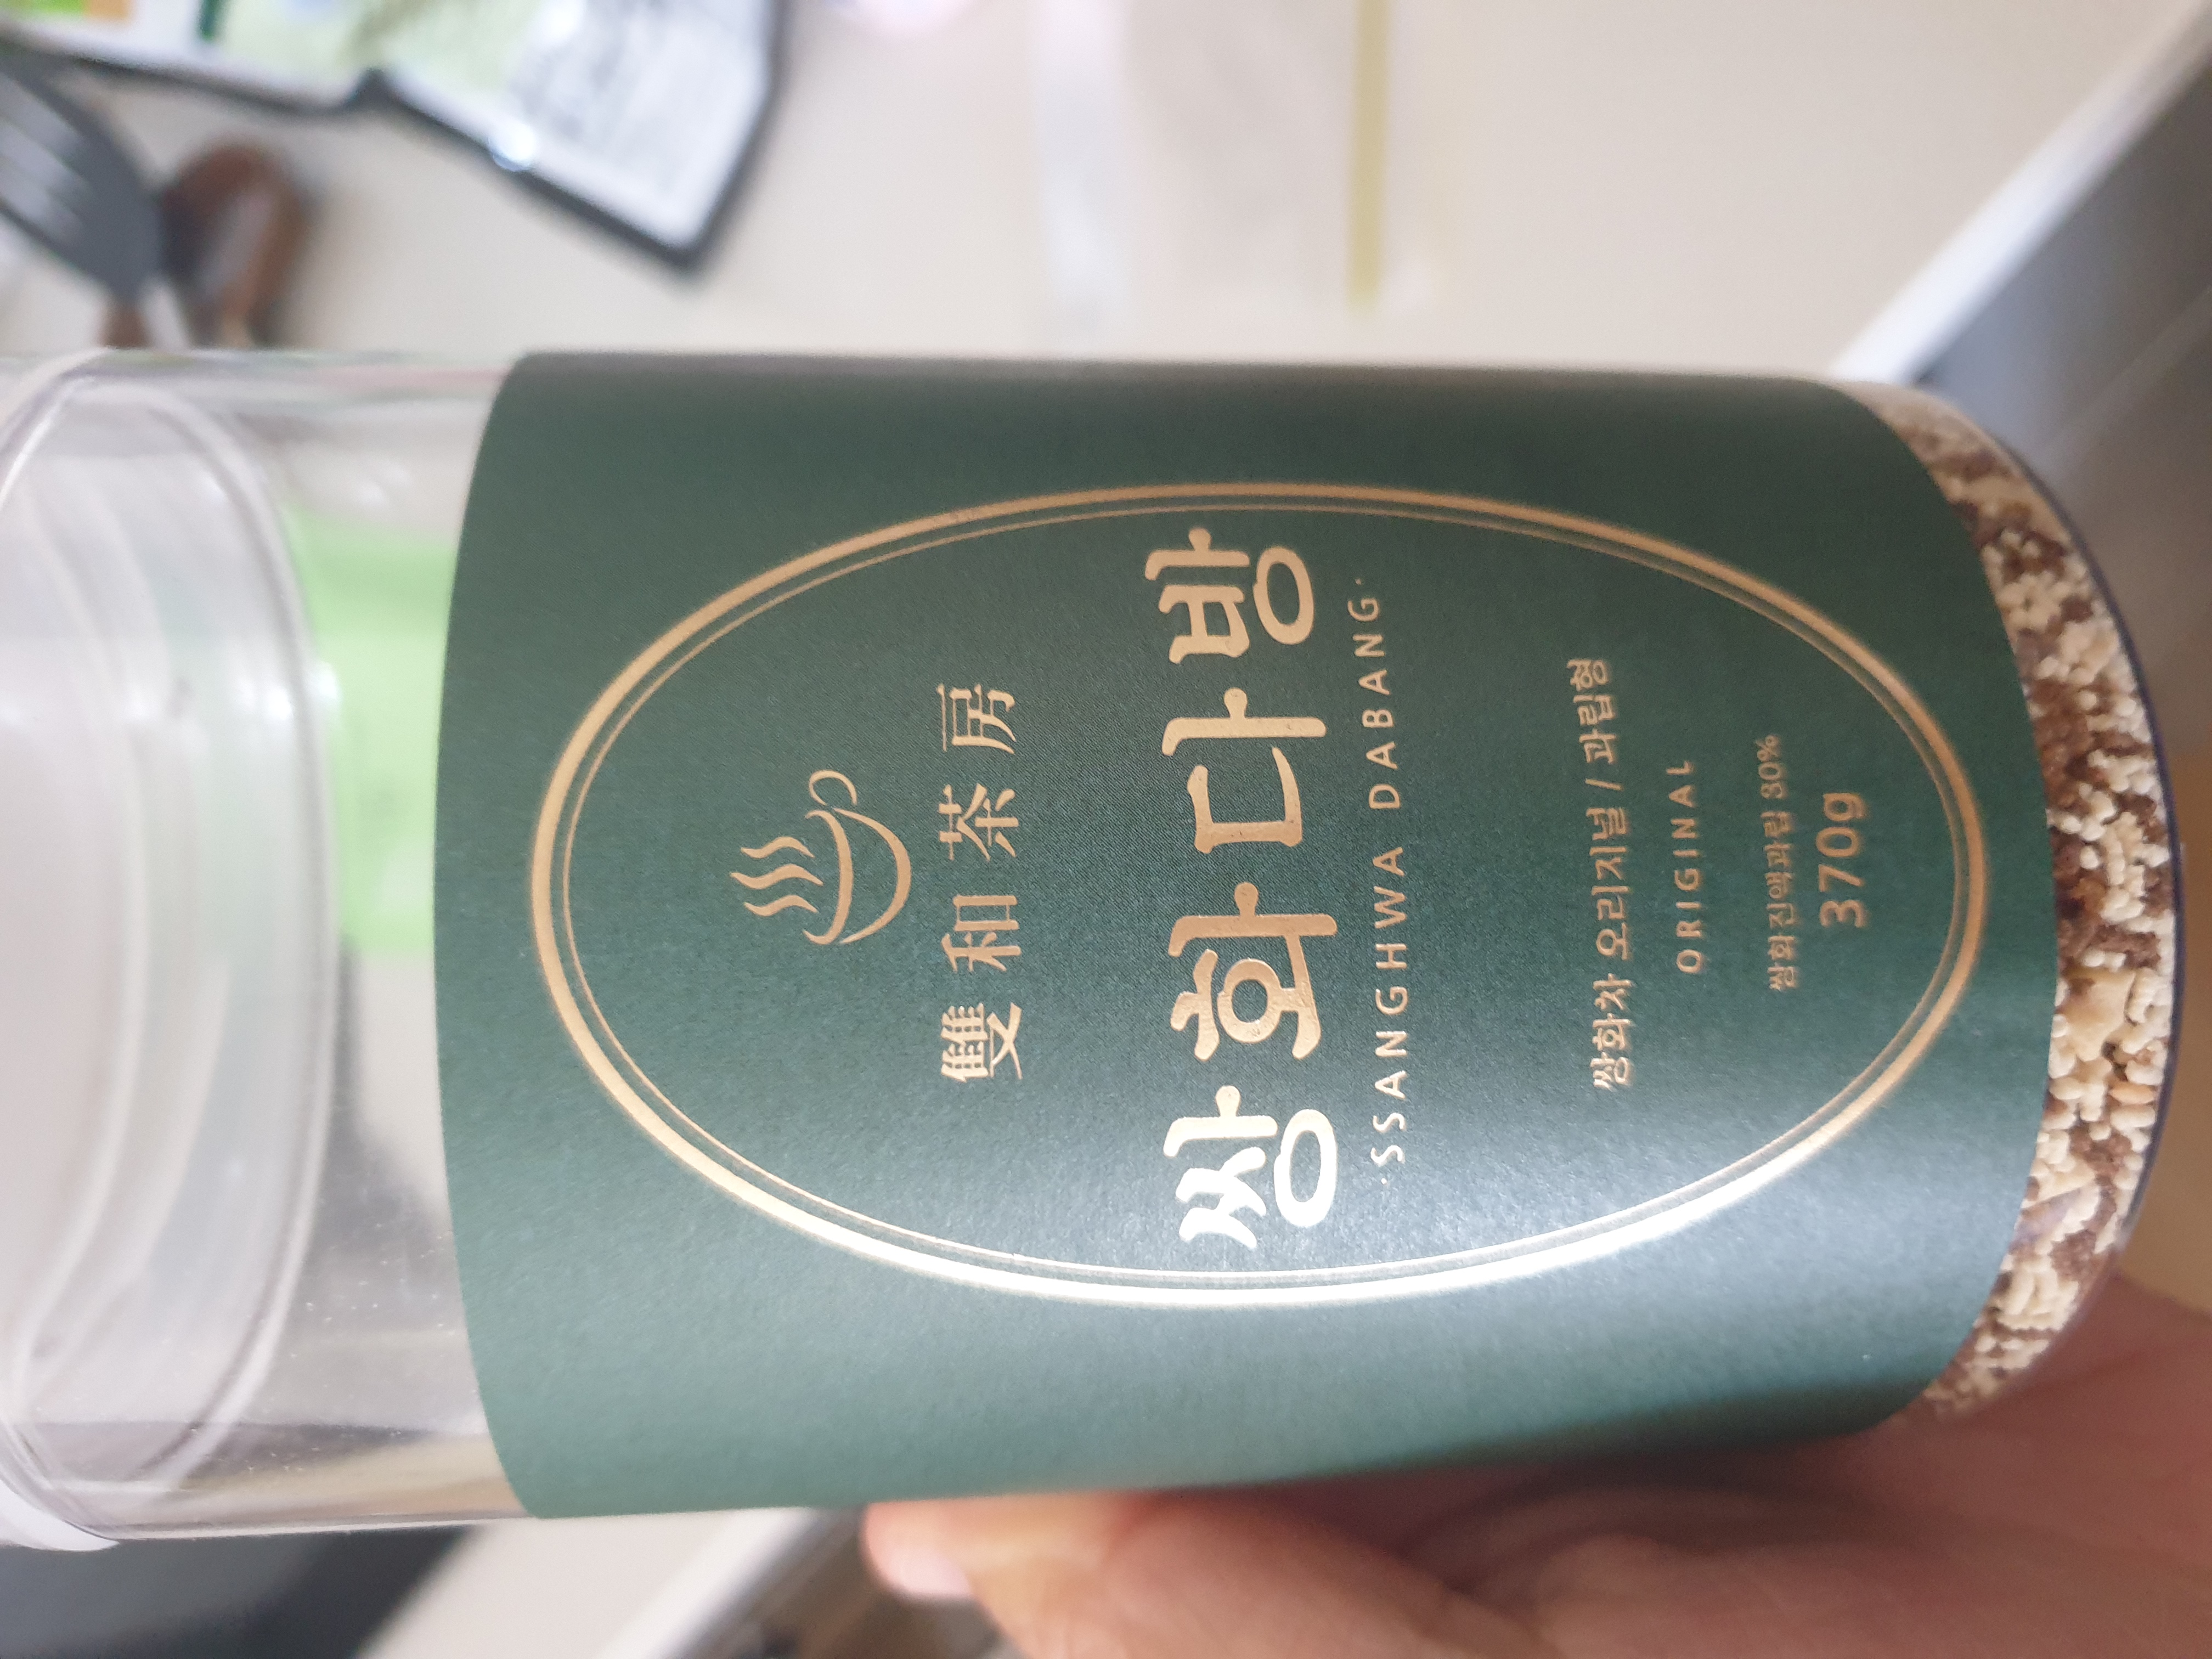 雙和茶房
쌍화다방
·SSANGHWA DABANG·
쌍화차 오리지널 / 과립형
ORIGINAL
쌍화진액과립 80%
370g